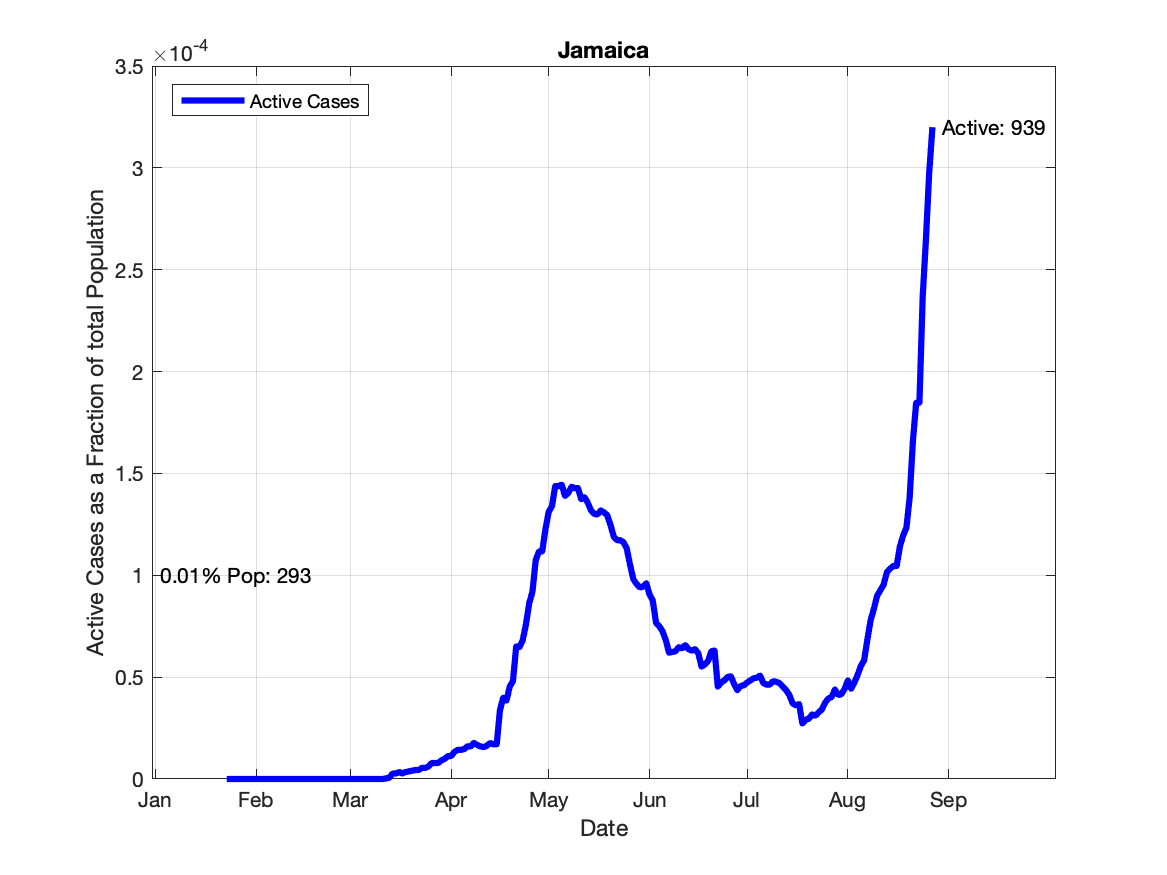 Jamaica
×10-4
Active Cases
Active: 939
0.01% Pop: 293
Active Cases as a Fraction of total Population
3.5
3
2.5
2
1.5
1
0.5
0
Jan Feb Mar Apr May Jun Jul Aug Sep
Date